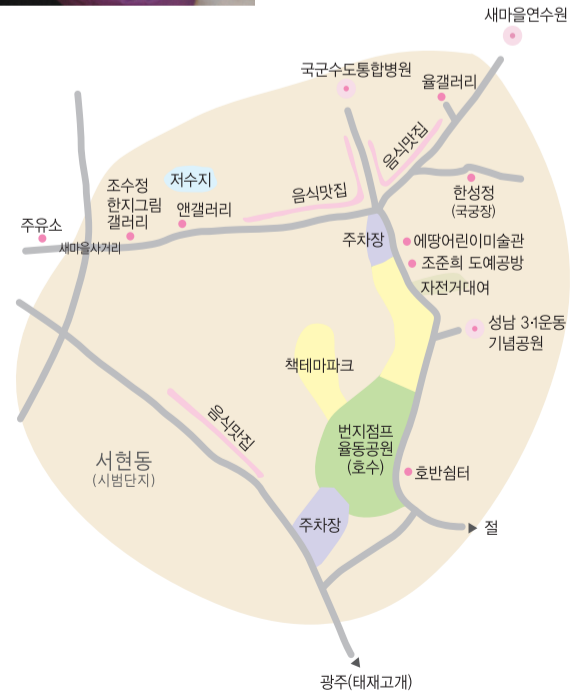 새마을연수원
국군수도통합병원
율갤러리
음식맛집
한성정
(국궁장)
저수지
조수정
한지그림
갤러리
앤갤러리
음식맛집
주유소
새마을사거리
주차장
에땅어린이미술관
조준희 도예공방
자전거대여
성남 3·1운동
기념공원
책테마파크
음식맛집
번지점프
율동공원
(호수)
서현동
(시범단지)
호반쉼터
주차장
절
광주(태재고개)